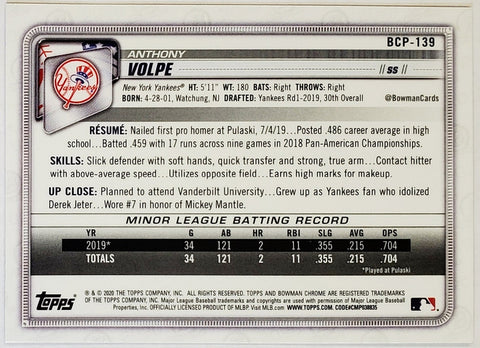 BCP-139
ANTHONY
VOLPE
// SS //
Yankees
New York Yankees® HT: 5'11" WT: 180 BATS: Right THROWS: Right
BORN: 4-28-01, Watchung, NJ DRAFTED: Yankees Rd1-2019, 30th Overall
@BowmanCards
RÉSUMÉ: Nailed first pro homer at Pulaski, 7/4/19...Posted .486 career average in high
school...Batted .459 with 17 runs across nine games in 2018 Pan-American Championships.
SKILLS: Slick defender with soft hands, quick transfer and strong, true arm...Contact hitter
with above-average speed...Utilizes opposite field...Earns high marks for makeup.
UP CLOSE: Planned to attend Vanderbilt University...Grew up as Yankees fan who idolized
Derek Jeter...Wore #7 in honor of Mickey Mantle.
MINOR LEAGUE BATTING RECORD
YR G AB HR RBI SLG AVG OPS
2019* 34 121 2 11 .355 .215 .704
TOTALS 34 121 2 11 .355 .215 .704
*Played at Pulaski
TOPPS
® & © 2020 THE TOPPS COMPANY, INC. ALL RIGHTS RESERVED. TOPPS AND BOWMAN CHROME ARE REGISTERED
TRADEMARKS OF THE TOPPS COMPANY, INC. Major League Baseball trademarks and copyrights are used with permission of Major League Baseball
Properties, Inc. OFFICIALLY LICENSED PRODUCT OF MLBP. Visit MLB.com WWW.TOPPS.COM. CODE#CMP038835